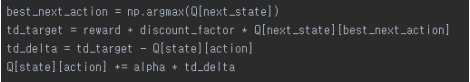 best_next_action = np.argmax(Q[next_state])
td_target = reward + discount_factor * Q[next_state][best_next_action]
td_delta = td_target - Q[state][action]
Q[state][action] += alpha * td_delta